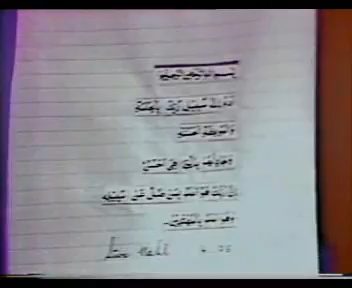 بسم الله الرحمن الرحيم
ادع الى سبيل ربك بالحكمة
والموعظة الحسنة
وجادلهم بالتي هي احسن
ان ربك هو اعلم بمن ضل عن سبيله
وهو اعلم بالمهتدين